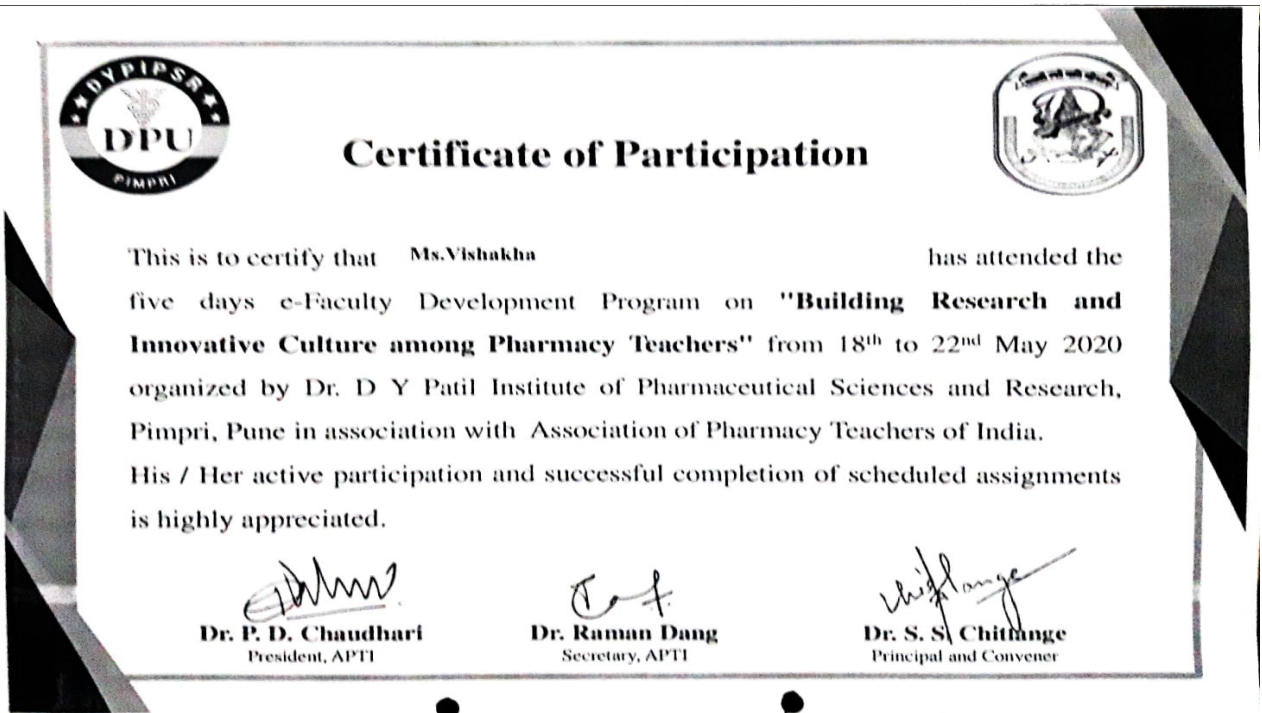 DYPIPSR
DPU
PIMPRI
Certificate of Participation
This is to certify that Ms.Vishakha has attended the
five days e-Faculty Development Program on "Building Research and
Innovative Culture among Pharmacy Teachers" from 18th to 22nd May 2020
organized by Dr. D Y Patil Institute of Pharmaceutical Sciences and Research,
Pimpri, Pune in association with Association of Pharmacy Teachers of India.
His / Her active participation and successful completion of scheduled assignments
is highly appreciated.
Dr. P. D. Chaudhari Dr. Raman Dang Dr. S. S. Chitlange
President, APTI Secretary, APTI Principal and Convener